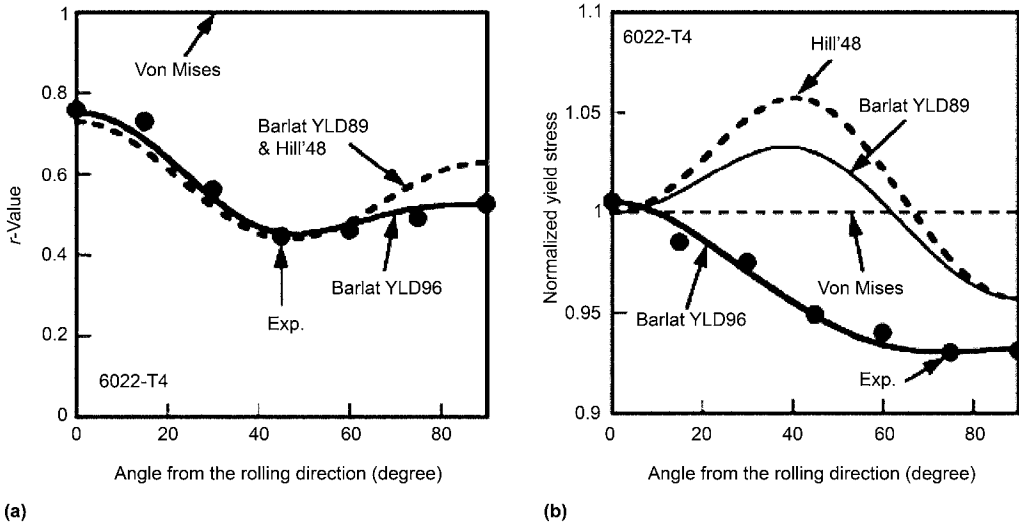 1
0.8
0.6
0.4
0.2
0
r-Value
Von Mises
Barlat YLD89
& Hill'48
Barlat YLD96
Exp.
6022-T4
0
20
40
60
80
Angle from the rolling direction (degree)
(a)
1.1
1.05
1
0.95
0.9
Normalized yield stress
6022-T4
Hill'48
Barlat YLD89
Von Mises
Barlat YLD96
Exp.
0
20
40
60
80
Angle from the rolling direction (degree)
(b)